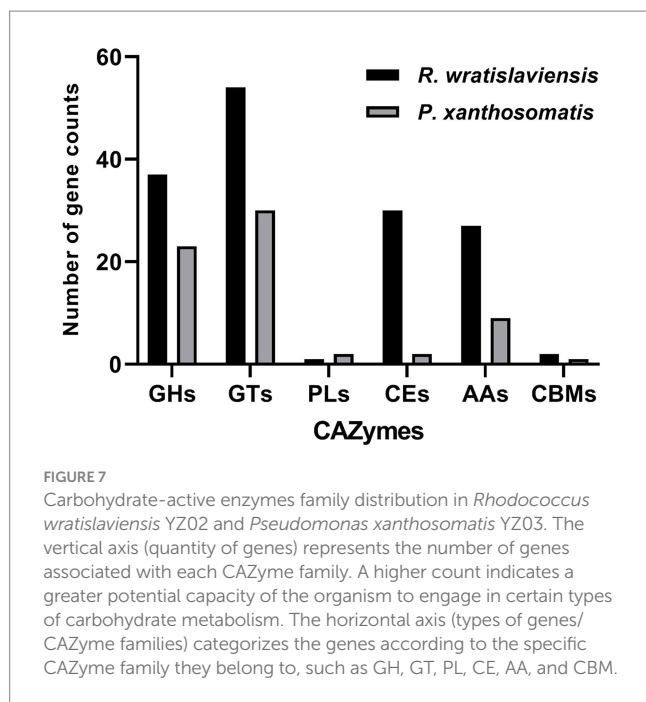 60
40
20
0
Number of gene counts
R. wratislaviensis
P. xanthosomatis
GHs GTs PLs CEs AAs CBMs
CAZymes
FIGURE 7
Carbohydrate-active enzymes family distribution in Rhodococcus
wratislaviensis YZ02 and Pseudomonas xanthosomatis YZ03. The
vertical axis (quantity of genes) represents the number of genes
associated with each CAZyme family. A higher count indicates a
greater potential capacity of the organism to engage in certain types
of carbohydrate metabolism. The horizontal axis (types of genes/
CAZyme families) categorizes the genes according to the specific
CAZyme family they belong to, such as GH, GT, PL, CE, AA, and CBM.